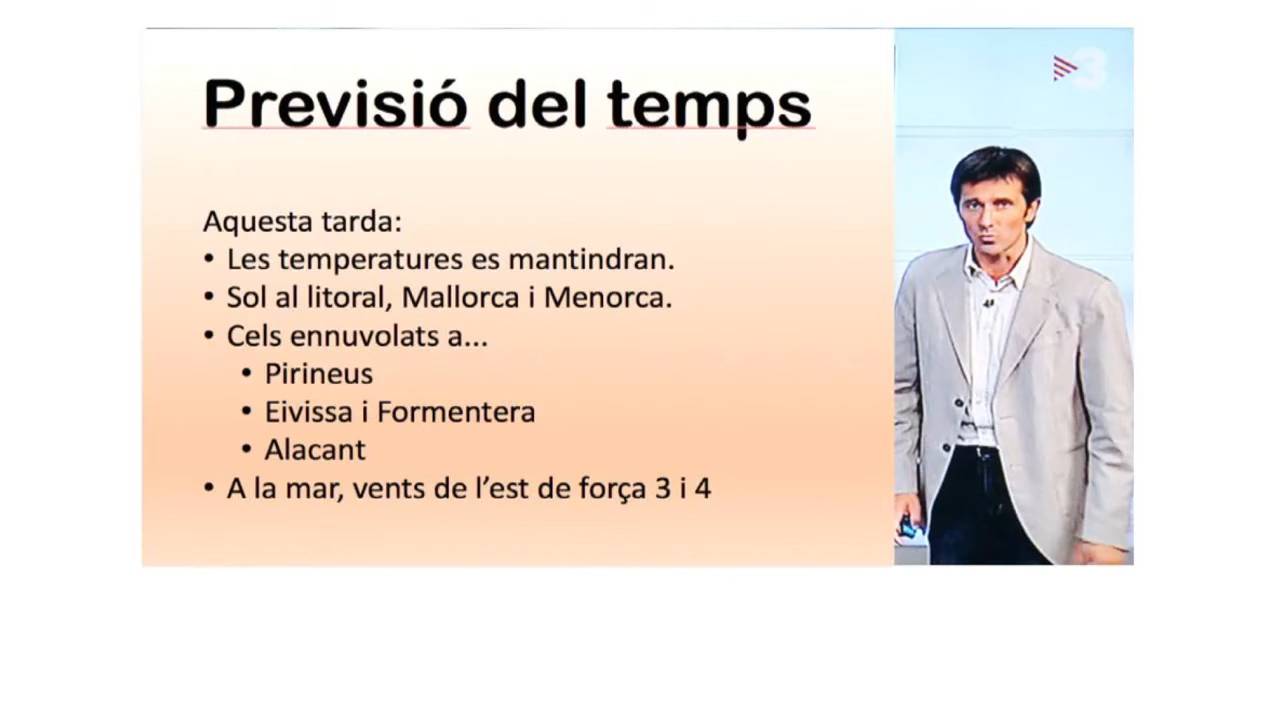 Previsió del temps
Aquesta tarda:
• Les temperatures es mantindran.
• Sol al litoral, Mallorca i Menorca.
• Cels ennuvolats a...
• Pirineus
• Eivissa i Formentera
• Alacant
• A la mar, vents de l’est de força 3 i 4
3